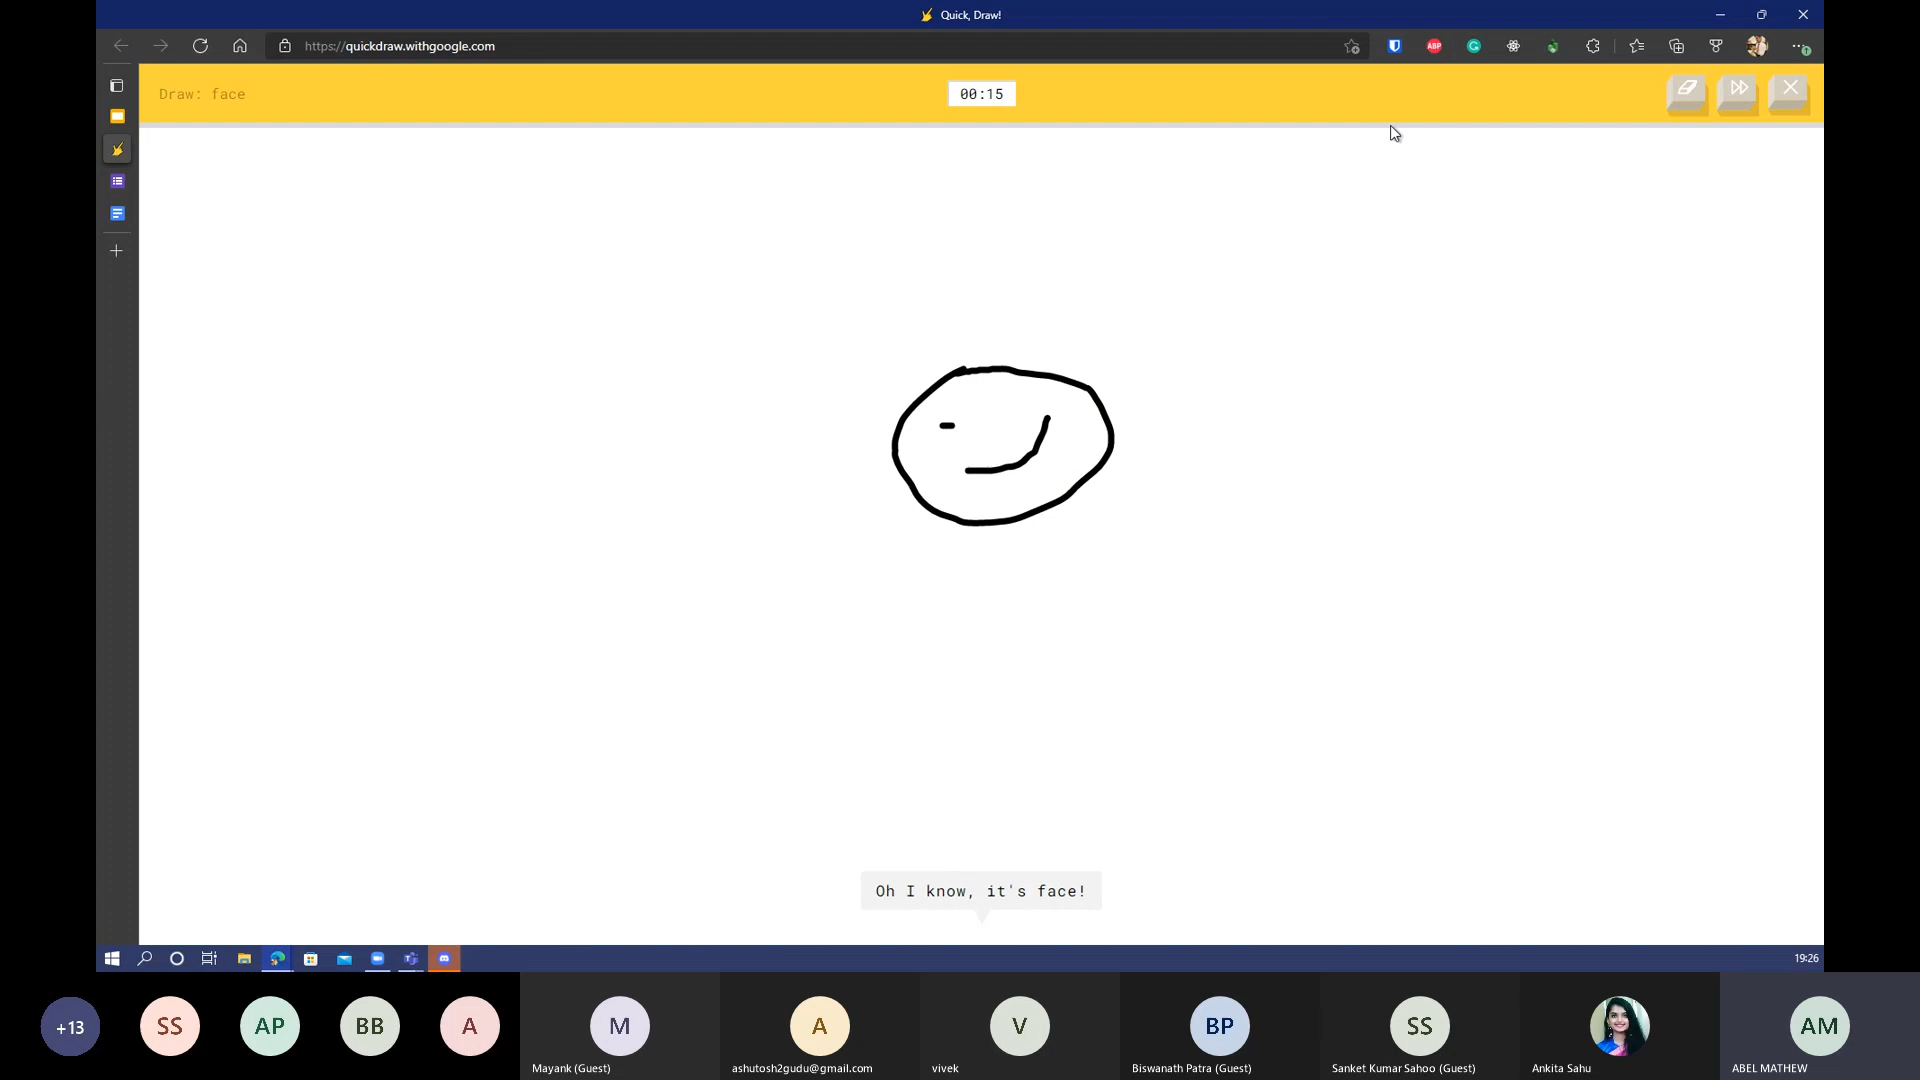 Quick, Draw!
https://quickdraw.withgoogle.com
ABP
Draw: face
00:15
Oh I know, it's face!
19:26
+13
SS
AP
BB
A
M
A
V
BP
SS
AM
Mayank (Guest)
ashutosh2gudu@gmail.com
vivek
Biswanath Patra (Guest)
Sanket Kumar Sahoo (Guest)
Ankita Sahu
ABEL MATHEW